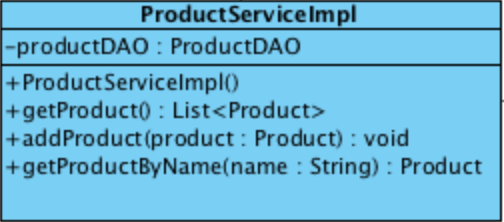 ProductServiceImpl
-productDAO : ProductDAO
+ProductServiceImpl()
+getProduct() : List<Product>
+addProduct(product : Product) : void
+getProductByName(name : String) : Product